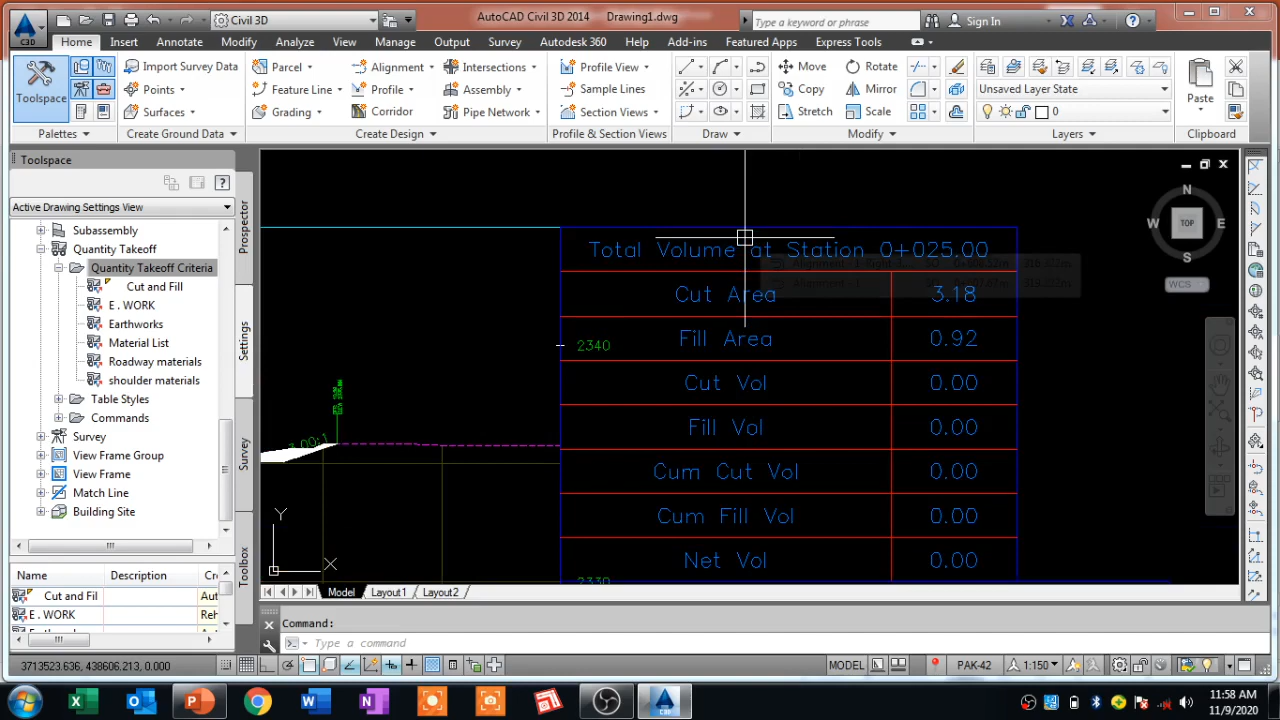 Civil 3D
AutoCAD Civil 3D 2014 Drawing1.dwg
Type a keyword or phrase
Sign In
C3D
Home Insert Annotate Modify Analyze View Manage Output Survey Autodesk 360 Help Add-ins Featured Apps Express Tools
Toolspace
Import Survey Data
Points
Surfaces
Parcel
Feature Line
Grading
Alignment
Profile
Corridor
Intersections
Assembly
Pipe Network
Profile View
Sample Lines
Section Views
Move Rotate
Copy Mirror
Stretch Scale
Unsaved Layer State
0
Paste
Palettes Create Ground Data Create Design Profile & Section Views Draw Modify Layers Clipboard
Toolspace
Active Drawing Settings View
Subassembly
Quantity Takeoff
Quantity Takeoff Criteria
Cut and Fill
E . WORK
Earthworks
Material List
Roadway materials
shoulder materials
Table Styles
Commands
Survey
View Frame Group
View Frame
Match Line
Building Site
Prospector
Settings
Survey
Toolbox
Name Description
Cut and Fil
E . WORK
Total Volume at Station 0+025.00
Cut Area 3.18
Fill Area 0.92
Cut Vol 0.00
Fill Vol 0.00
Cum Cut Vol 0.00
Cum Fill Vol 0.00
Net Vol 0.00
2340
2330
Y
X
N
W TOP E
S
WCS
Model Layout1 Layout2
Command:
Type a command
3713523.636, 438606.213, 0.000
MODEL
PAK-42
1:150
11:58 AM
11/9/2020